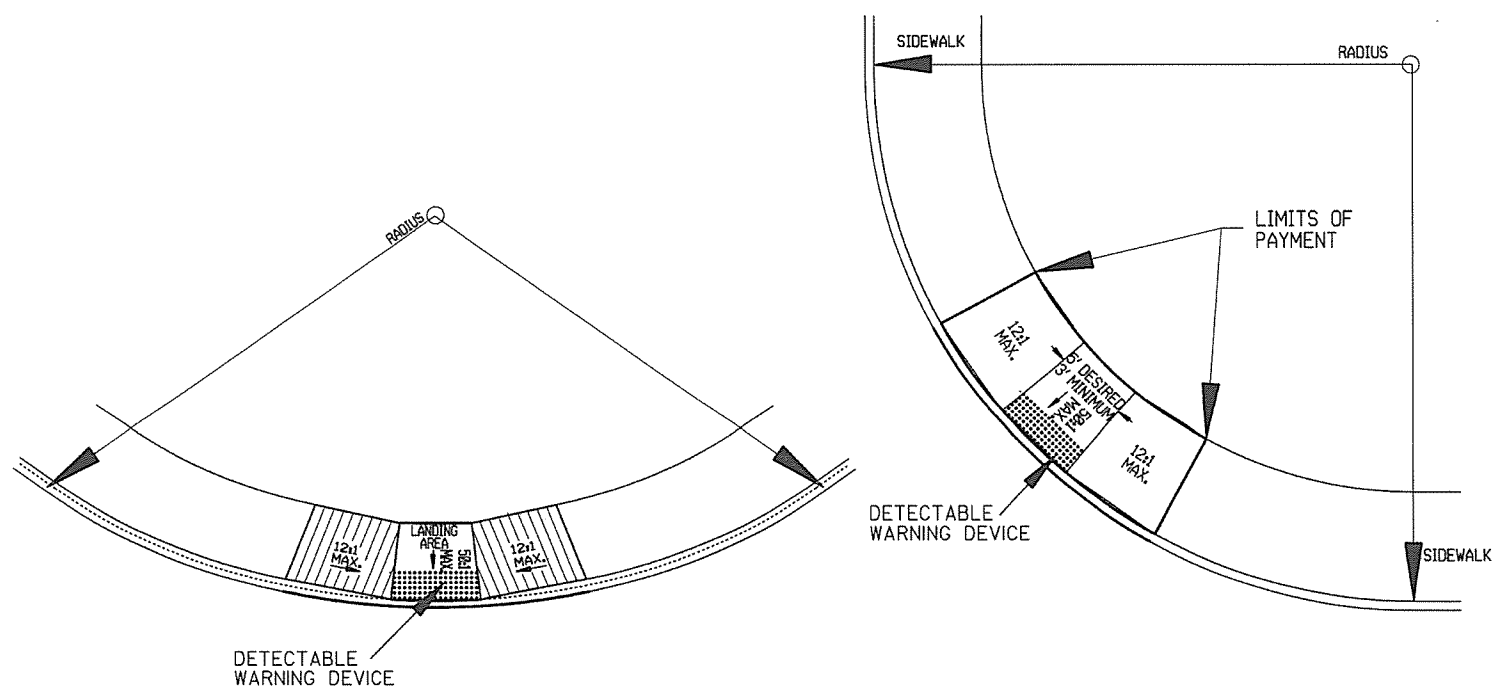 RADIUS
12:1
MAX.
LANDING
AREA
50:1
MAX.
12:1
MAX.
DETECTABLE
WARNING DEVICE
SIDEWALK
RADIUS
LIMITS OF
PAYMENT
12:1
MAX.
5' DESIRED
3' MINIMUM
50:1
MAX.
12:1
MAX.
DETECTABLE
WARNING DEVICE
SIDEWALK